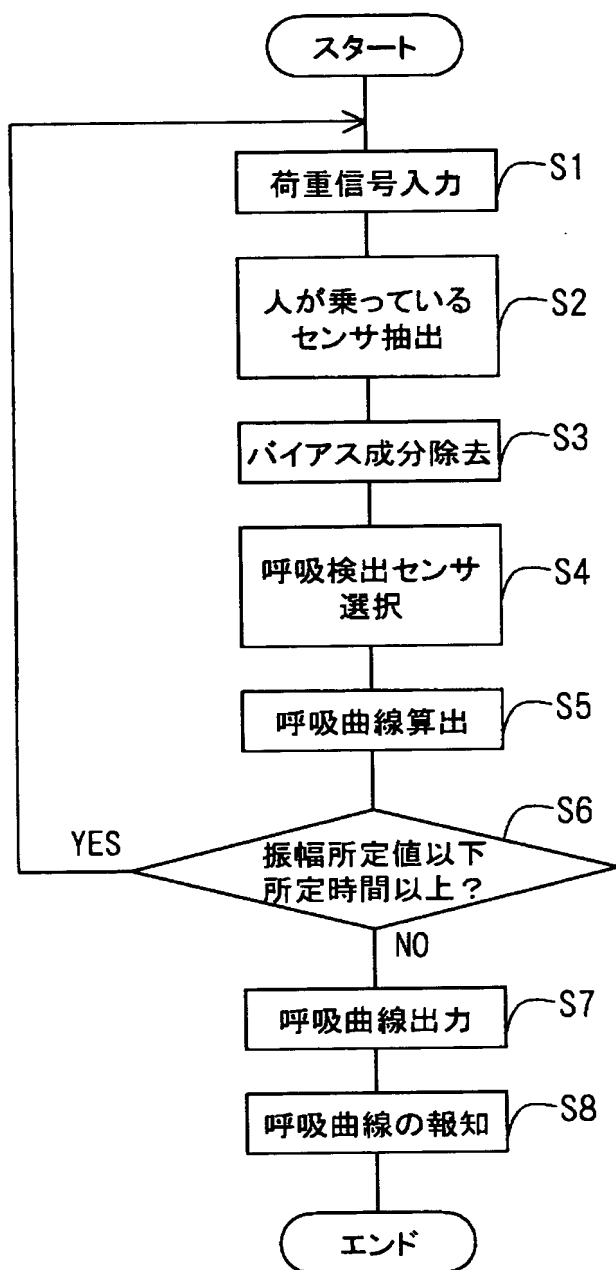 スタート
荷重信号入力
S1
人が乗っている
センサ抽出
S2
バイアス成分除去
S3
呼吸検出センサ
選択
S4
呼吸曲線算出
S5
S6
YES
振幅所定値以下
所定時間以上?
NO
呼吸曲線出力
S7
呼吸曲線の報知
S8
エンド